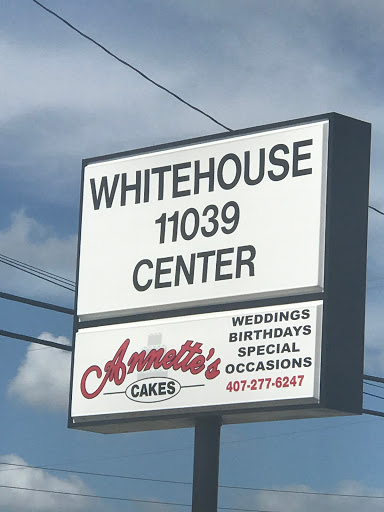 WHITEHOUSE
11039
CENTER
Annette's
CAKES
WEDDINGS
BIRTHDAYS
SPECIAL
OCCASIONS
407-277-6247